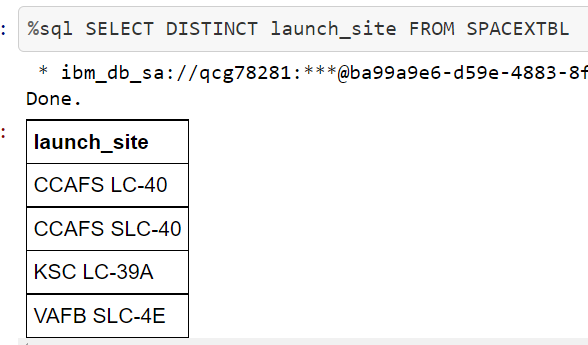 : %sql SELECT DISTINCT launch_site FROM SPACEXTBL
* ibm_db_sa://qcg78281:***@ba99a9e6-d59e-4883-8f
Done.
:
launch_site
CCAFS LC-40
CCAFS SLC-40
KSC LC-39A
VAFB SLC-4E